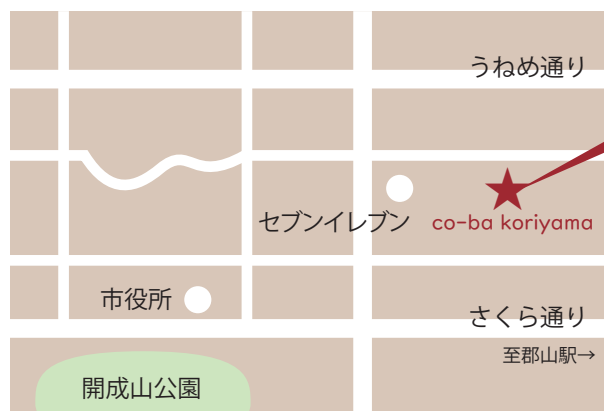 うねめ通り
セブンイレブン
co-ba koriyama
市役所
さくら通り
至郡山駅→
開成山公園